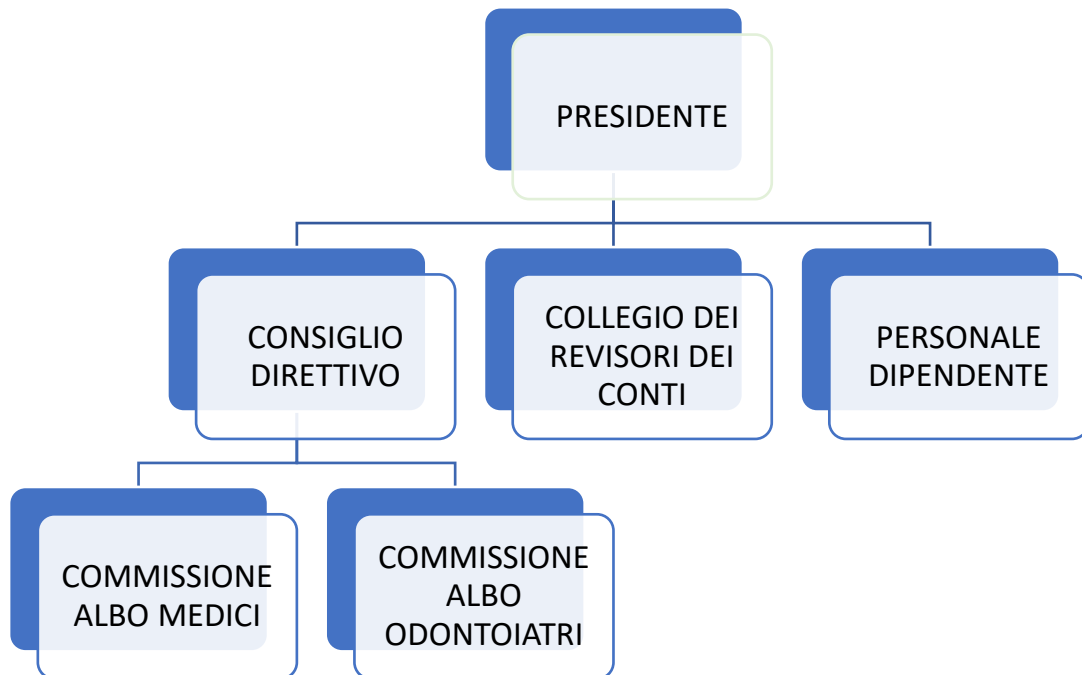 PRESIDENTE
CONSIGLIO
DIRETTIVO
COLLEGIO DEI
REVISORI DEI
CONTI
PERSONALE
DIPENDENTE
COMMISSIONE
ALBO MEDICI
COMMISSIONE
ALBO
ODONTOIATRI